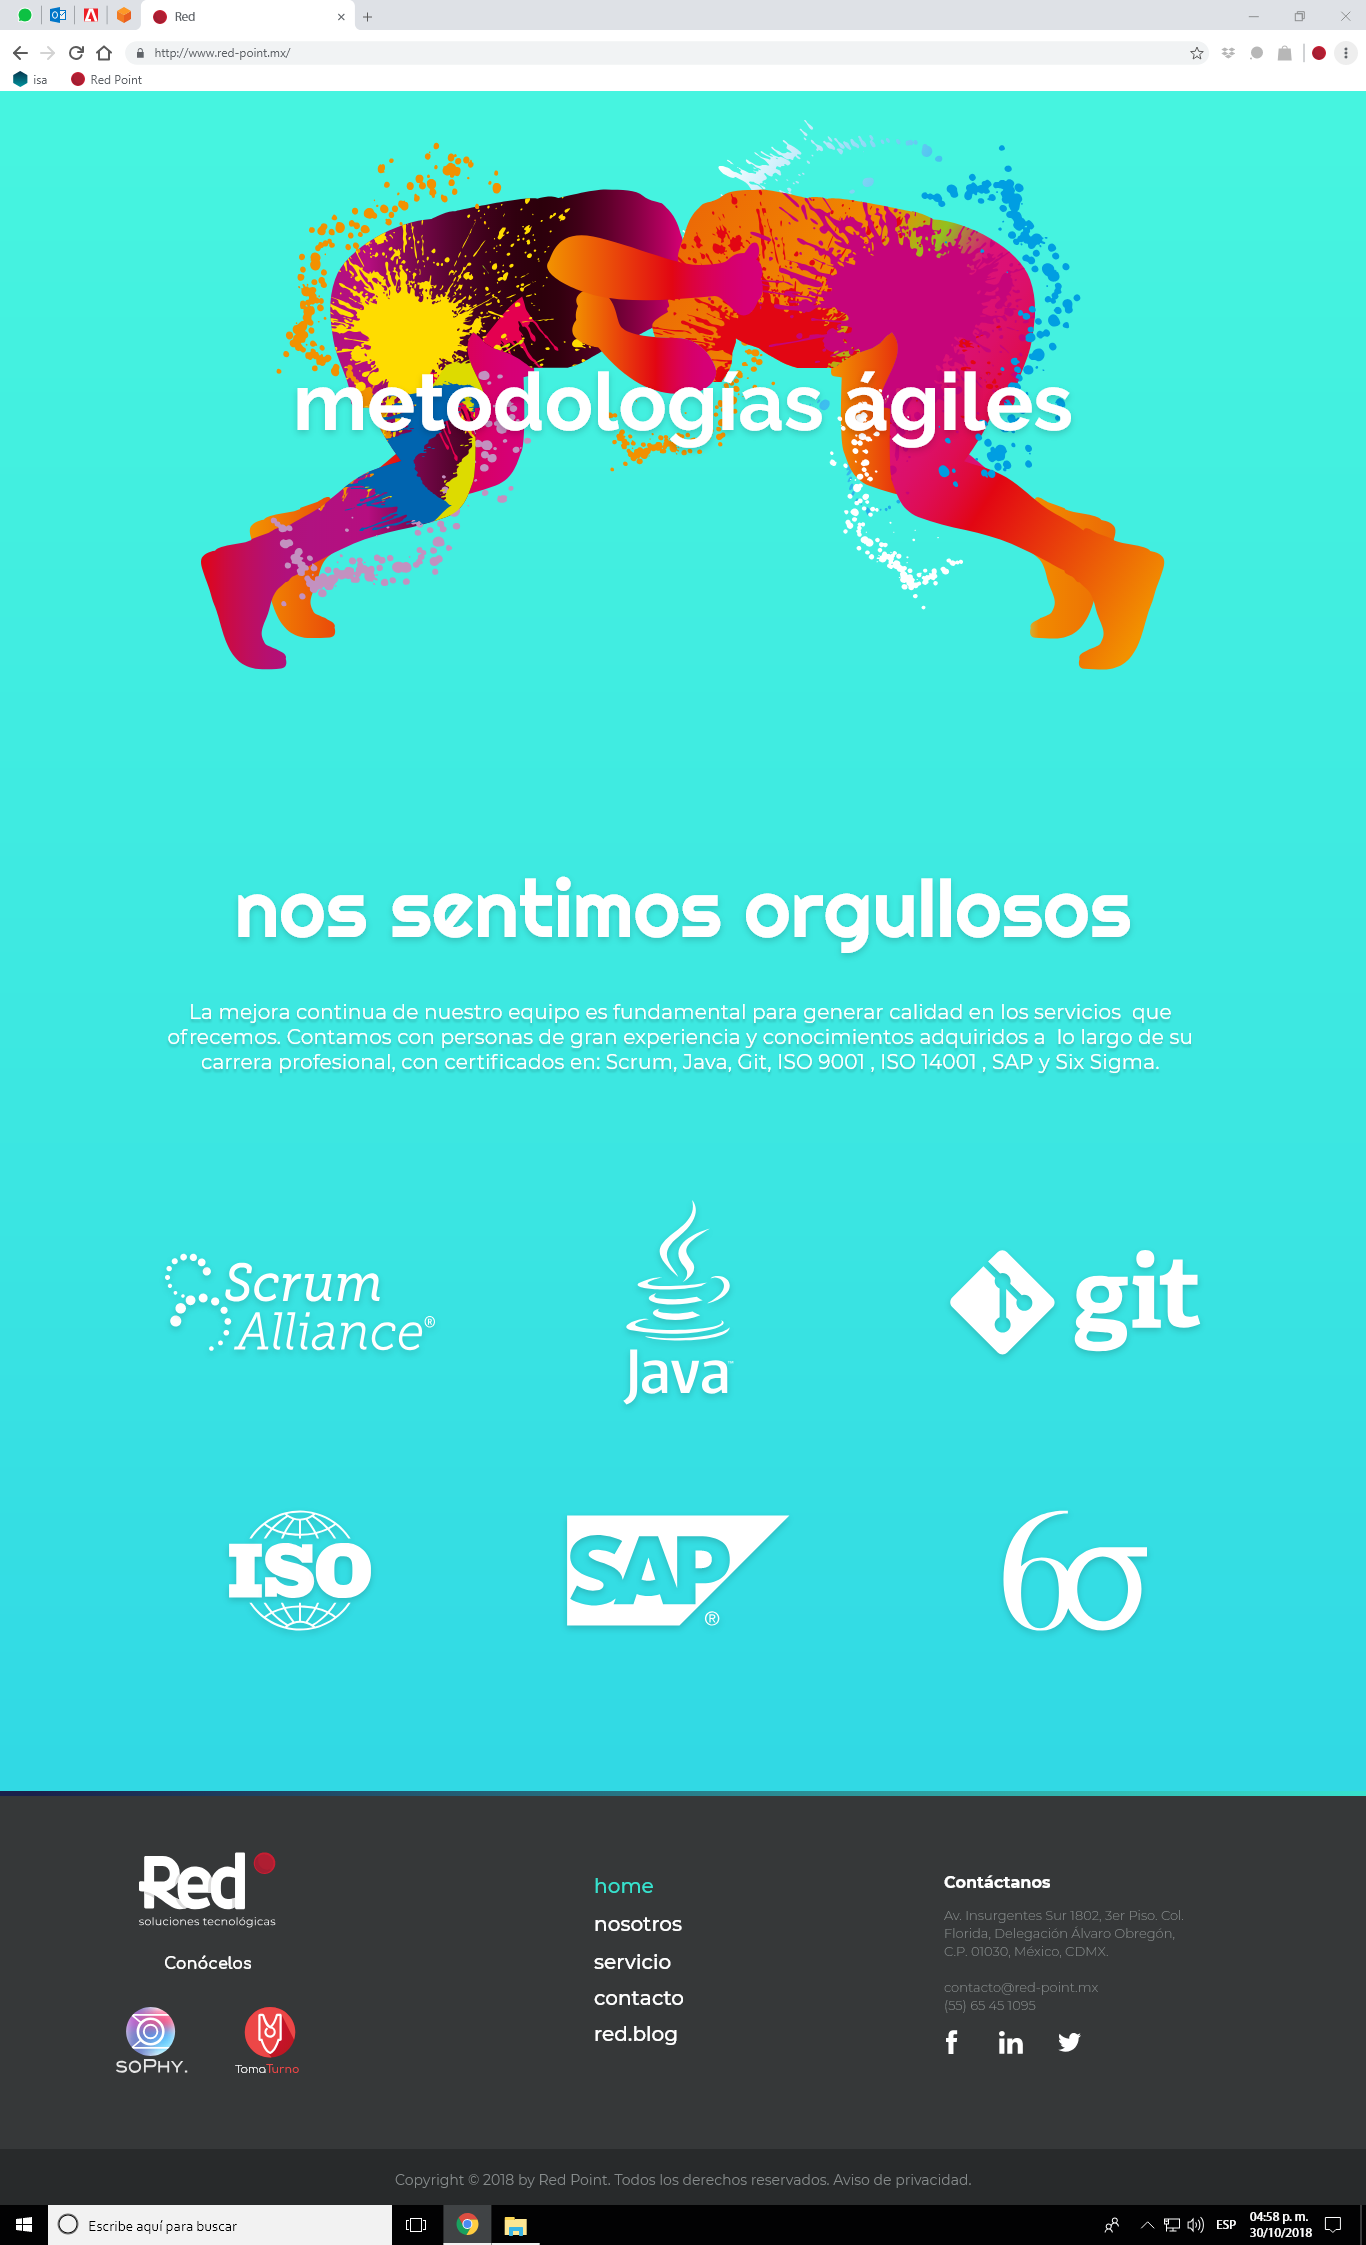 Red
http://www.red-point.mx/
isa
Red Point
metodologías ágiles
nos sentimos orgullosos
La mejora continua de nuestro equipo es fundamental para generar calidad en los servicios que
ofrecemos. Contamos con personas de gran experiencia y conocimientos adquiridos a lo largo de su
carrera profesional, con certificados en: Scrum, Java, Git, ISO 9001 , ISO 14001 , SAP y Six Sigma.
Scrum
Alliance®
Java™
git
ISO
SAP®
6σ
Red
soluciones tecnológicas
Conócelos
SOPHY.
TomaTurno
home
nosotros
servicio
contacto
red.blog
Contáctanos
Av. Insurgentes Sur 1802, 3er Piso. Col.
Florida, Delegación Álvaro Obregón,
C.P. 01030, México, CDMX.
contacto@red-point.mx
(55) 65 45 1095
Copyright © 2018 by Red Point. Todos los derechos reservados. Aviso de privacidad.
Escribe aquí para buscar
ESP
04:58 p. m.
30/10/2018